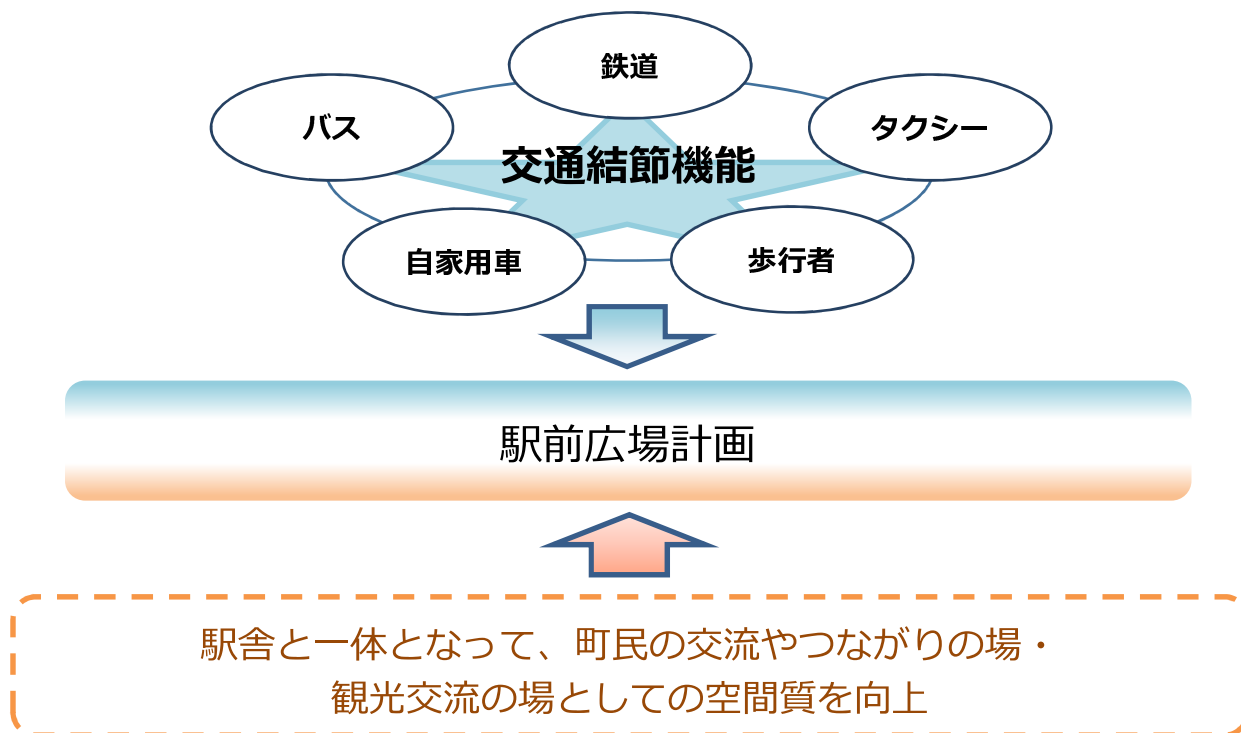 鉄道
バス
タクシー
交通結節機能
自家用車
歩行者
駅前広場計画
駅舎と一体となって、町民の交流やつながりの場・
観光交流の場としての空間質を向上